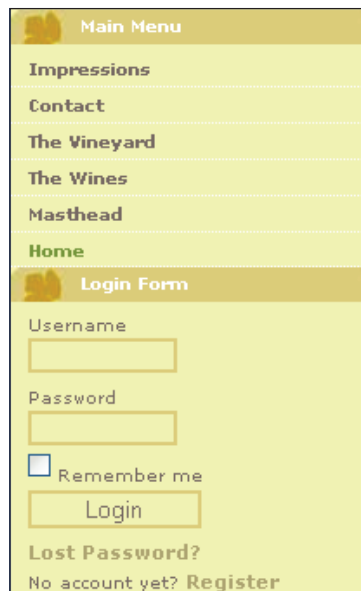 Main Menu
Impressions
Contact
The Vineyard
The Wines
Masthead
Home
Login Form
Username
Password
Remember me
Login
Lost Password?
No account yet? Register